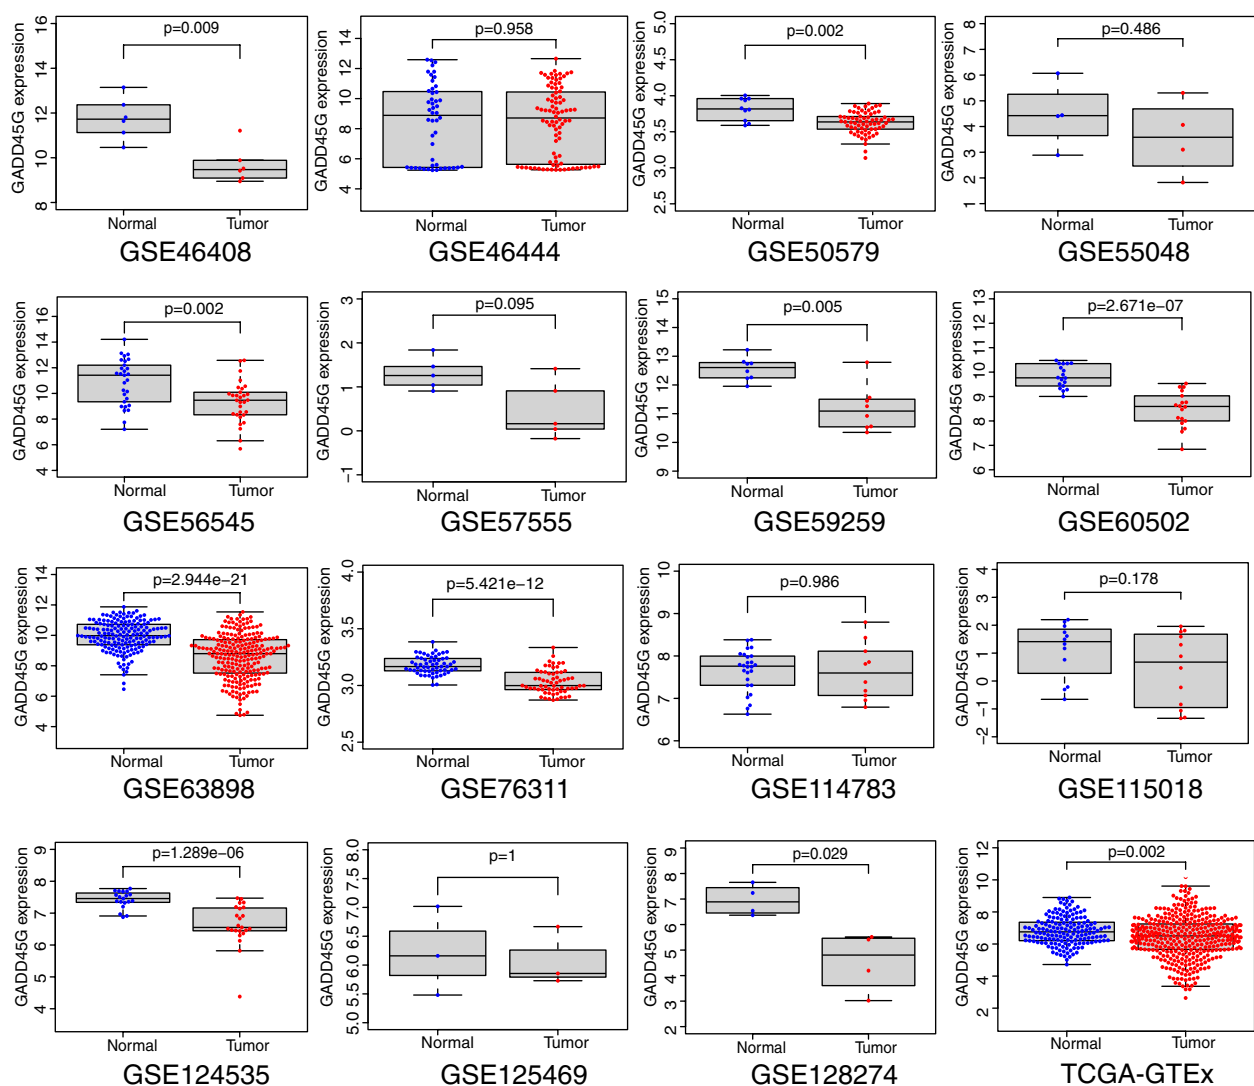 GADD45G expression
16
14
12
10
8
p=0.009
Normal Tumor
GSE46408
GADD45G expression
14
12
10
8
6
4
p=0.958
Normal Tumor
GSE46444
GADD45G expression
5.0
4.5
4.0
3.5
3.0
2.5
p=0.002
Normal Tumor
GSE50579
GADD45G expression
8
7
6
5
4
3
2
1
p=0.486
Normal Tumor
GSE55048
GADD45G expression
16
14
12
10
8
6
4
p=0.002
Normal Tumor
GSE56545
GADD45G expression
3
2
1
0
−1
p=0.095
Normal Tumor
GSE57555
GADD45G expression
15
14
13
12
11
10
9
p=0.005
Normal Tumor
GSE59259
GADD45G expression
13
12
11
10
9
8
7
6
p=2.671e−07
Normal Tumor
GSE60502
GADD45G expression
14
12
10
8
6
4
p=2.944e−21
Normal Tumor
GSE63898
GADD45G expression
4.0
3.5
3.0
2.5
p=5.421e−12
Normal Tumor
GSE76311
GADD45G expression
10
9
8
7
6
p=0.986
Normal Tumor
GSE114783
GADD45G expression
4
3
2
1
0
−1
−2
p=0.178
Normal Tumor
GSE115018
GADD45G expression
9
8
7
6
5
4
p=1.289e−06
Normal Tumor
GSE124535
GADD45G expression
8.0
7.5
7.0
6.5
6.0
5.5
5.0
p=1
Normal Tumor
GSE125469
GADD45G expression
9
8
7
6
5
4
3
2
p=0.029
Normal Tumor
GSE128274
GADD45G expression
12
10
8
6
4
2
p=0.002
Normal Tumor
TCGA-GTEx